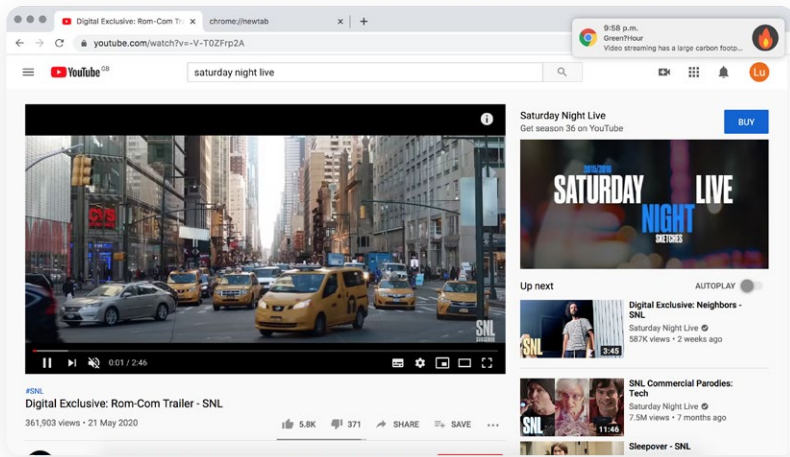 Digital Exclusive: Rom-Com Tra
chrome://newtab
youtube.com/watch?v=-V-T0ZFrp2A
9:58 p.m.
Green?Hour
Video streaming has a large carbon footp...
YouTube GB
saturday night live
Lu
CVS
SNL
0:01 / 2:46
#SNL
Digital Exclusive: Rom-Com Trailer - SNL
361,903 views • 21 May 2020
5.8K
371
SHARE
SAVE
Saturday Night Live
Get season 36 on YouTube
BUY
2015/2016
SATURDAY
NIGHT
LIVE
SKETCHES
Up next
AUTOPLAY
SNL
3:45
Digital Exclusive: Neighbors -
SNL
Saturday Night Live
587K views • 2 weeks ago
SNL
11:46
SNL Commercial Parodies:
Tech
Saturday Night Live
7.5M views • 7 months ago
Sleepover - SNL